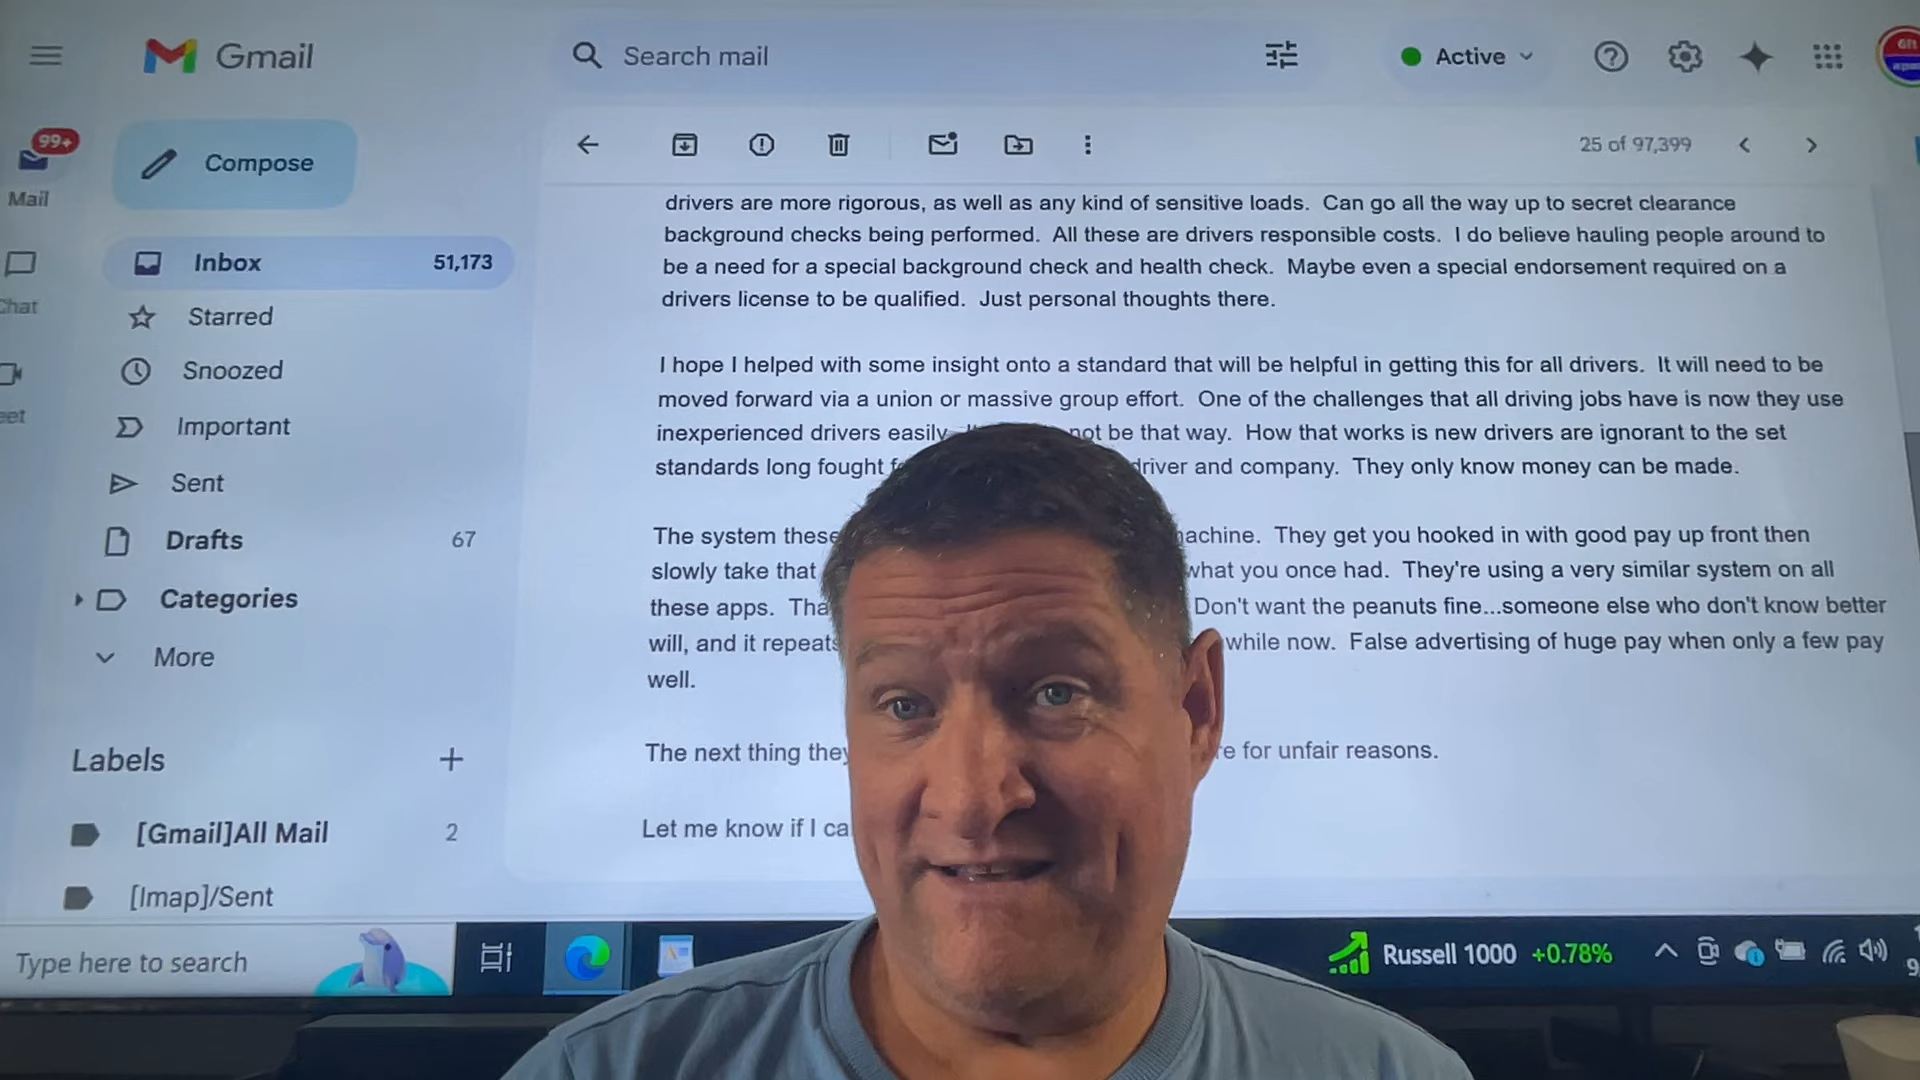 Gmail
Search mail
Active
99+
Mail
Compose
25 of 97,399
Inbox 51,173
Chat
Starred
Snoozed
Important
Sent
Drafts 67
Categories
More
Labels
[Gmail]All Mail 2
[Imap]/Sent
drivers are more rigorous, as well as any kind of sensitive loads. Can go all the way up to secret clearance
background checks being performed. All these are drivers responsible costs. I do believe hauling people around to
be a need for a special background check and health check. Maybe even a special endorsement required on a
drivers license to be qualified. Just personal thoughts there.
I hope I helped with some insight onto a standard that will be helpful in getting this for all drivers. It will need to be
moved forward via a union or massive group effort. One of the challenges that all driving jobs have is now they use
inexperienced drivers easily not be that way. How that works is new drivers are ignorant to the set
standards long fought driver and company. They only know money can be made.
The system these machine. They get you hooked in with good pay up front then
slowly take that what you once had. They're using a very similar system on all
these apps. Don't want the peanuts fine...someone else who don't know better
will, and it repeats while now. False advertising of huge pay when only a few pay
well.
The next thing they for unfair reasons.
Let me know if I
Type here to search
Russell 1000 +0.78%